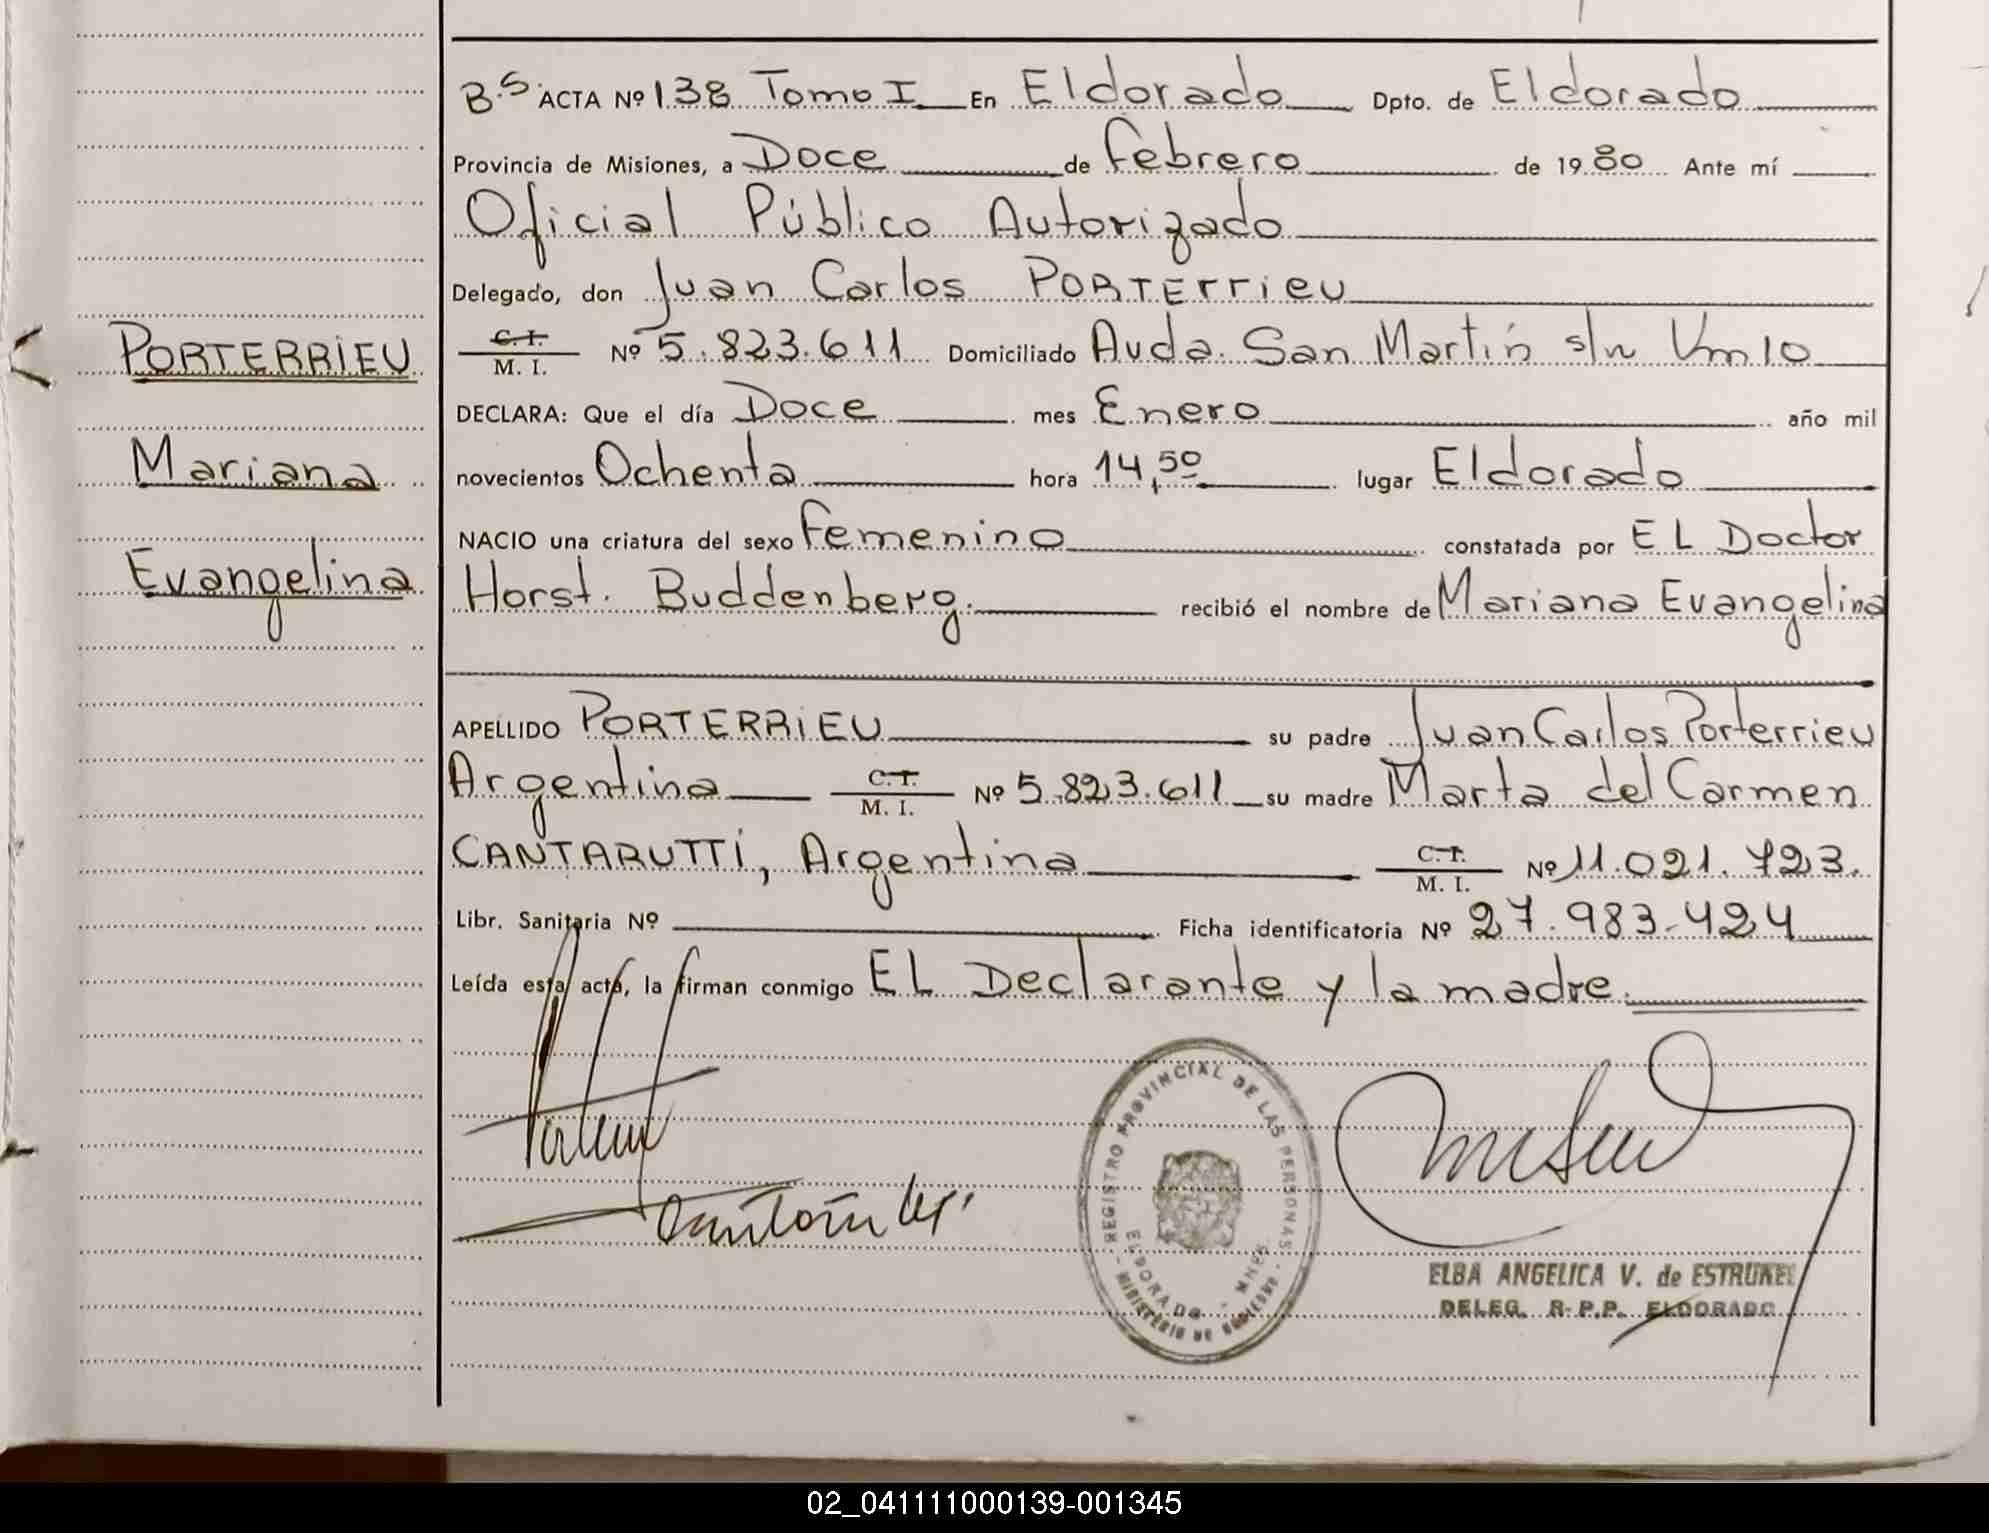 B.S ACTA Nº 138 Tomo I En Eldorado Dpto. de Eldorado
Provincia de Misiones, a Doce de Febrero de 1980 Ante mí
Oficial Público Autorizado
Delegado, don Juan Carlos PORTErrieu
C.I. M. I. Nº 5.823.611 Domiciliado Avda. San Martín s/n Km 10
PORTERRIEU
DECLARA: Que el día Doce mes Enero año mil
novecientos Ochenta hora 14,50 lugar Eldorado
Mariana
NACIO una criatura del sexo Femenino constatada por EL Doctor
Evangelina
Horst. Buddenberg. recibió el nombre de Mariana Evangelina
APELLIDO PORTERRIEU su padre Juan Carlos Porterrieu
Argentina C.I. M. I. Nº 5.823.611 su madre Marta del Carmen
CANTARUTTI, Argentina C.I. M. I. Nº 11.021.723.
Libr. Sanitaria Nº Ficha identificatoria Nº 27.983.424
Leída esta acta, la firman conmigo EL Declarante y la madre.
REGISTRO PROVINCIAL DE LAS PERSONAS
ELDORADO - MNES.
MINISTERIO DE GOBIERNO
ELBA ANGELICA V. de
DELEG. R.P.P. ELDORADO
02_041111000139-001345